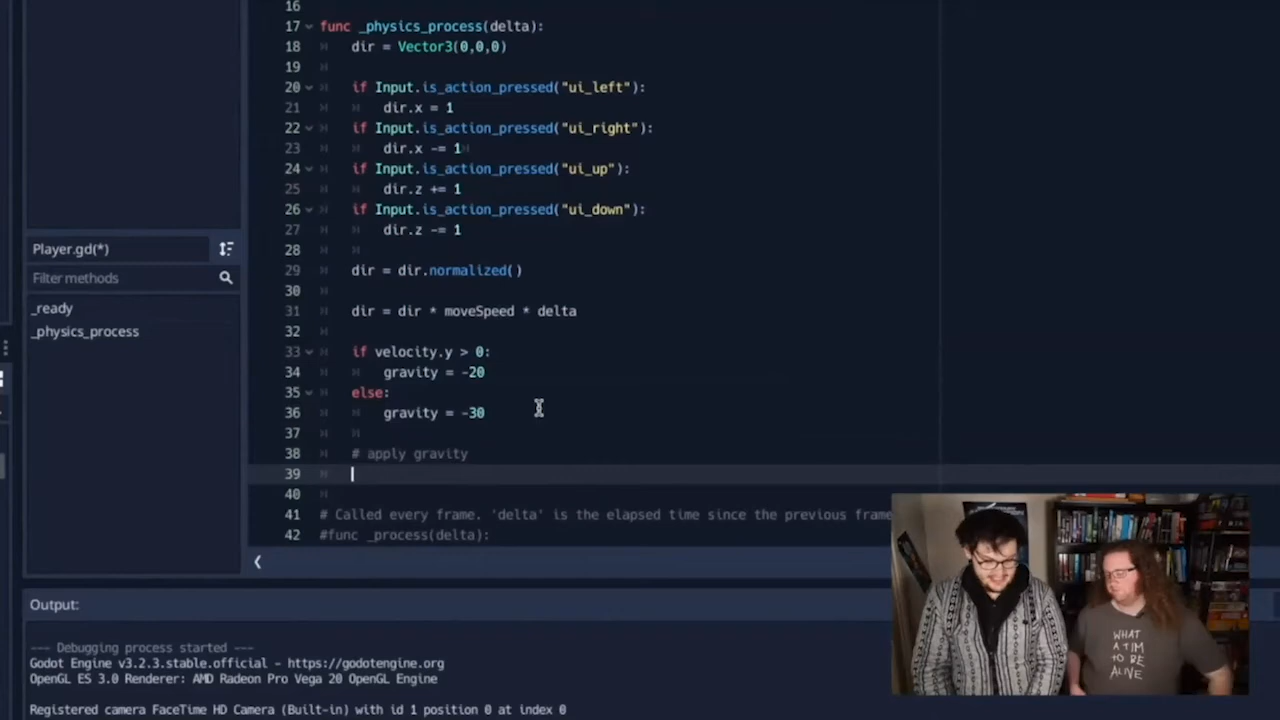 16
17 func _physics_process(delta):
18 dir = Vector3(0,0,0)
19
20 if Input.is_action_pressed("ui_left"):
21 dir.x = 1
22 if Input.is_action_pressed("ui_right"):
23 dir.x -= 1
24 if Input.is_action_pressed("ui_up"):
25 dir.z += 1
26 if Input.is_action_pressed("ui_down"):
27 dir.z -= 1
28
29 dir = dir.normalized()
30
31 dir = dir * moveSpeed * delta
32
33 if velocity.y > 0:
34 gravity = -20
35 else:
36 gravity = -30
37
38 # apply gravity
39
40
41 # Called every frame. 'delta' is the elapsed time since the previous frame
42 #func _process(delta):
Player.gd(*)
Filter methods
_ready
_physics_process
Output:
--- Debugging process started ---
Godot Engine v3.2.3.stable.official - https://godotengine.org
OpenGL ES 3.0 Renderer: AMD Radeon Pro Vega 20 OpenGL Engine
Registered camera FaceTime HD Camera (Built-in) with id 1 position 0 at index 0
WHAT
A TIM
TO BE
ALIVE